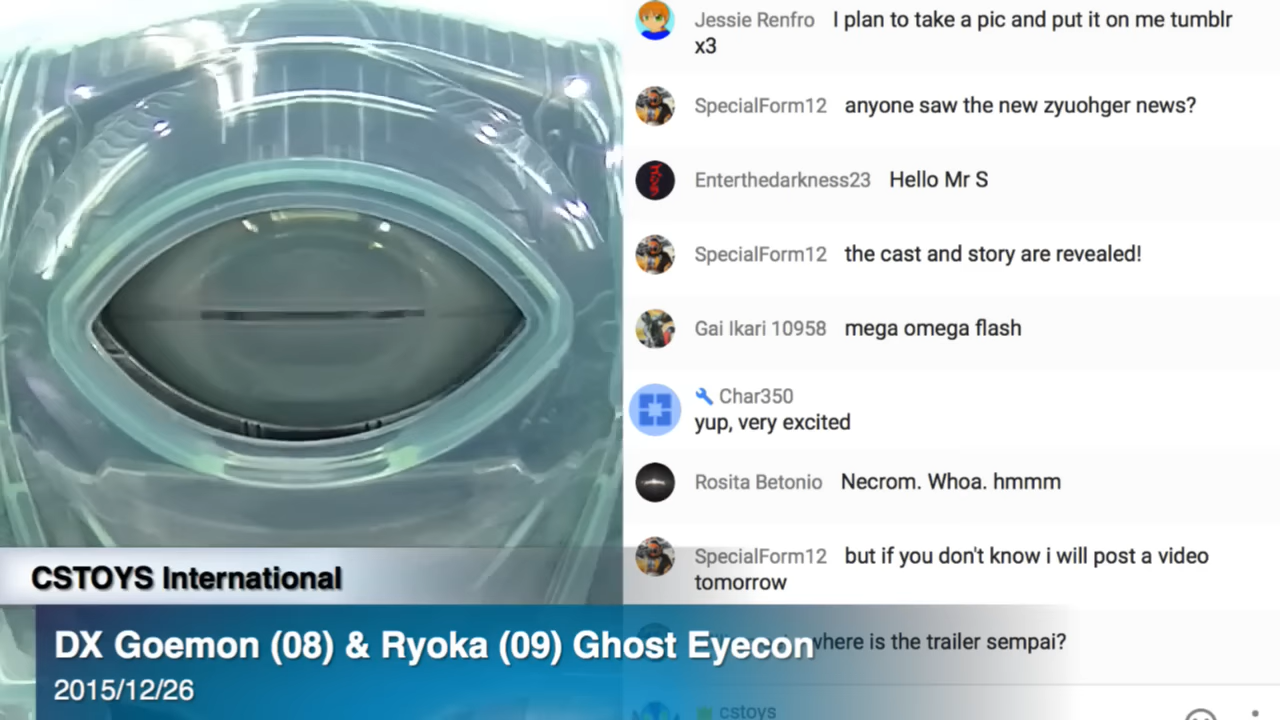 Jessie Renfro I plan to take a pic and put it on me tumblr
x3
SpecialForm12 anyone saw the new zyuohger news?
Enterthedarkness23 Hello Mr S
SpecialForm12 the cast and story are revealed!
Gai Ikari 10958 mega omega flash
Char350
yup, very excited
Rosita Betonio Necrom. Whoa. hmmm
SpecialForm12 but if you don't know i will post a video
tomorrow
where is the trailer sempai?
cstoys
CSTOYS International
DX Goemon (08) & Ryoka (09) Ghost Eyecon
2015/12/26